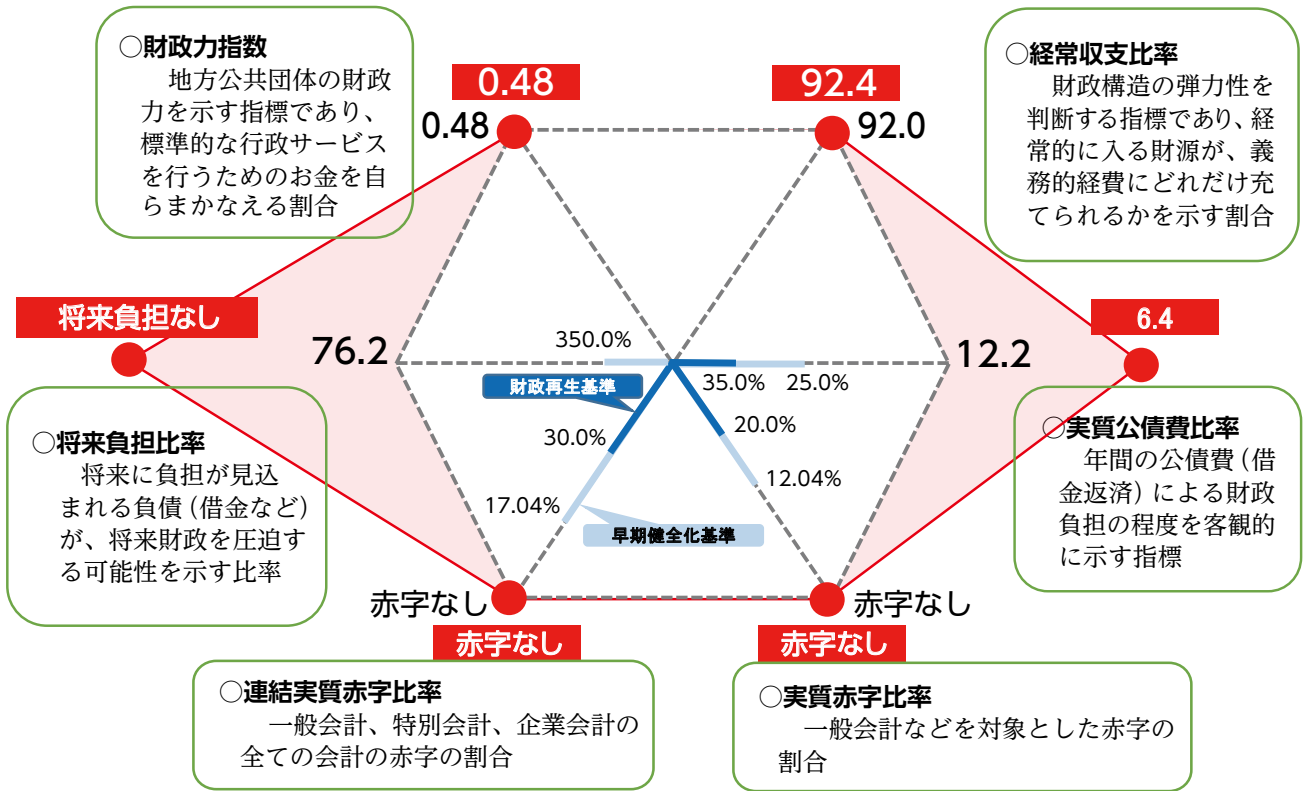 ○財政力指数
地方公共団体の財政
力を示す指標であり、
標準的な行政サービス
を行うためのお金を自
らまかなえる割合
0.48
0.48
92.4
92.0
○経常収支比率
財政構造の弾力性を
判断する指標であり、経
常的に入る財源が、義
務的経費にどれだけ充
てられるかを示す割合
将来負担なし
76.2
350.0%
35.0%
25.0%
12.2
6.4
財政再生基準
30.0%
20.0%
17.04%
12.04%
早期健全化基準
○将来負担比率
将来に負担が見込
まれる負債(借金など)
が、将来財政を圧迫す
る可能性を示す比率
○実質公債費比率
年間の公債費(借
金返済)による財政
負担の程度を客観的
に示す指標
赤字なし
赤字なし
赤字なし
赤字なし
○連結実質赤字比率
一般会計、特別会計、企業会計の
全ての会計の赤字の割合
○実質赤字比率
一般会計などを対象とした赤字の
割合